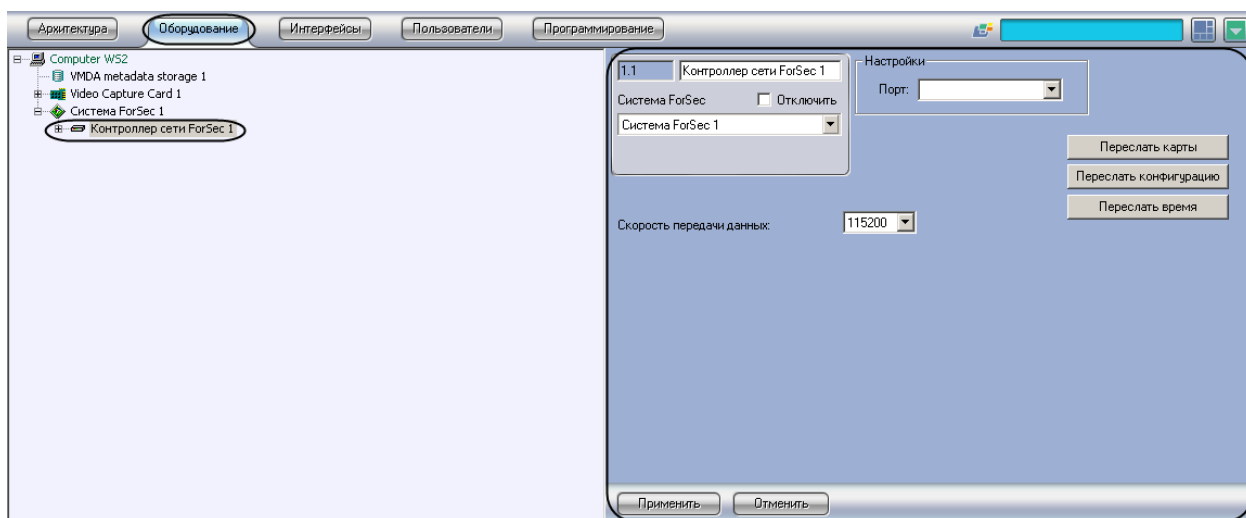 Архитектура Оборудование Интерфейсы Пользователи Программирование
Computer WS2
VMDA metadata storage 1
Video Capture Card 1
Система ForSec 1
Контроллер сети ForSec 1
1.1 Контроллер сети ForSec 1
Система ForSec Отключить
Система ForSec 1
Настройки
Порт:
Переслать карты
Переслать конфигурацию
Переслать время
Скорость передачи данных: 115200
Применить Отменить